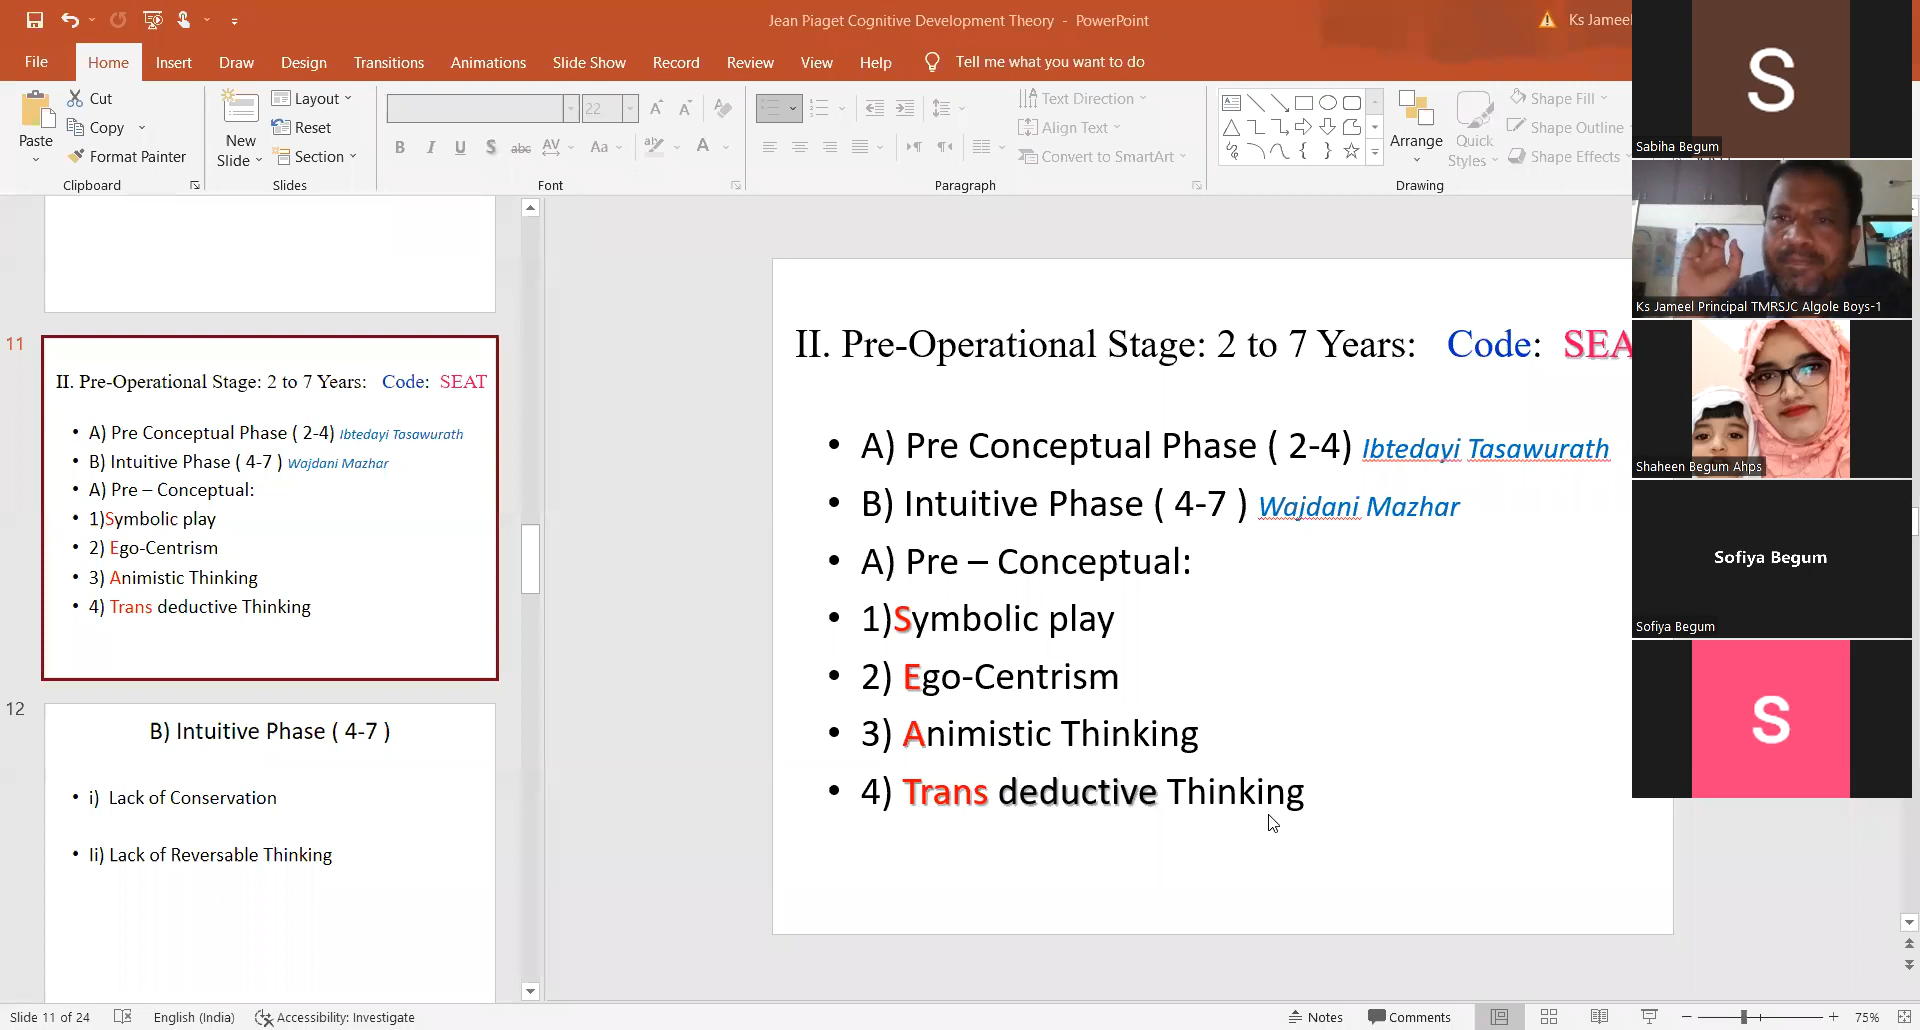 Jean Piaget Cognitive Development Theory - PowerPoint
Ks Jameel
File Home Insert Draw Design Transitions Animations Slide Show Record Review View Help Tell me what you want to do
Paste
Cut
Copy
Format Painter
Clipboard
New Slide
Layout
Reset
Section
Slides
22
B I U S abc AV Aa A
Font
Text Direction
Align Text
Convert to SmartArt
Paragraph
Arrange
Quick Styles
Shape Fill
Shape Outline
Shape Effects
Drawing
11
II. Pre-Operational Stage: 2 to 7 Years: Code: SEAT
• A) Pre Conceptual Phase ( 2-4) Ibtedayi Tasawurath
• B) Intuitive Phase ( 4-7 ) Wajdani Mazhar
• A) Pre – Conceptual:
• 1)Symbolic play
• 2) Ego-Centrism
• 3) Animistic Thinking
• 4) Trans deductive Thinking
12
B) Intuitive Phase ( 4-7 )
• i) Lack of Conservation
• Ii) Lack of Reversable Thinking
II. Pre-Operational Stage: 2 to 7 Years: Code: SEA
• A) Pre Conceptual Phase ( 2-4) Ibtedayi Tasawurath
• B) Intuitive Phase ( 4-7 ) Wajdani Mazhar
• A) Pre – Conceptual:
• 1)Symbolic play
• 2) Ego-Centrism
• 3) Animistic Thinking
• 4) Trans deductive Thinking
S
Sabiha Begum
Ks Jameel Principal TMRSJC Algole Boys-1
Shaheen Begum Ahps
Sofiya Begum
Sofiya Begum
S
Slide 11 of 24 English (India) Accessibility: Investigate Notes Comments 75%